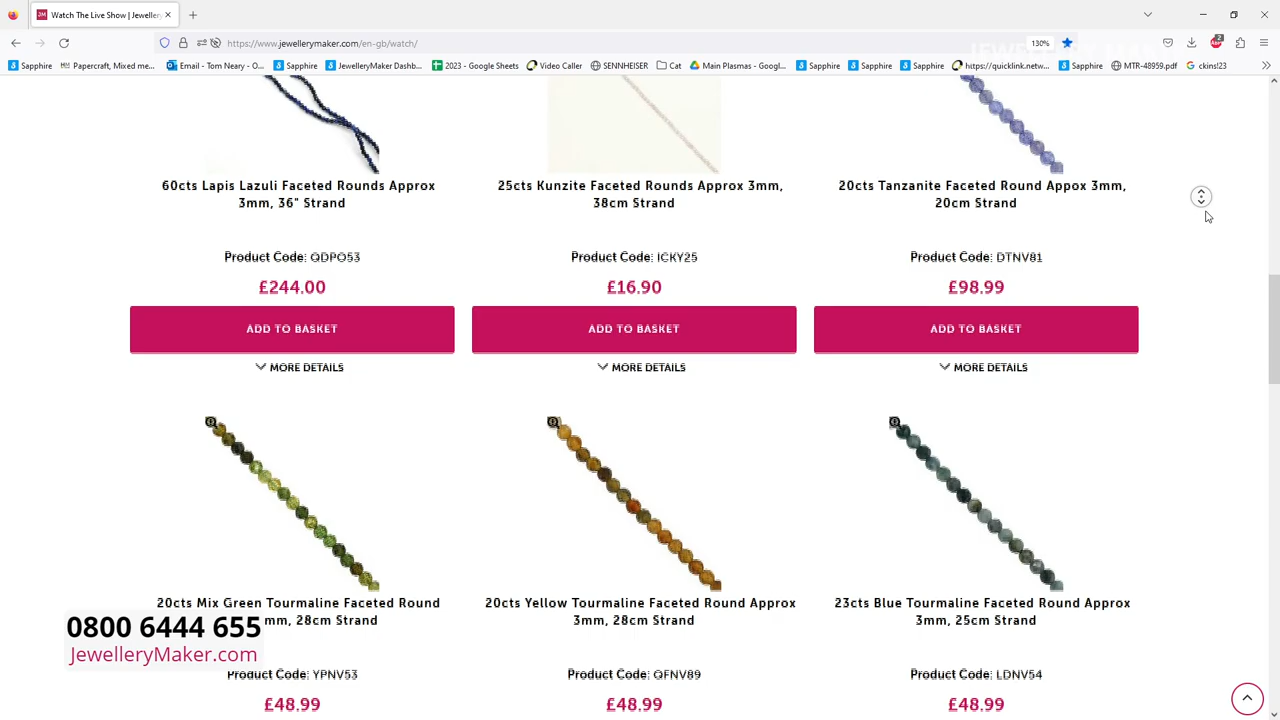 Watch The Live Show | Jeweller
https://www.jewellerymaker.com/en-gb/watch/
130%
2
Sapphire
Papercraft, Mixed me...
Email - Tom Neary - O...
Sapphire
JewelleryMaker Dashb...
2023 - Google Sheets
Video Caller
SENNHEISER
Cat
Main Plasmas - Googl...
Sapphire
Sapphire
Sapphire
https://quicklink.netw...
Sapphire
MTR-48959.pdf
ckins13
60cts Lapis Lazuli Faceted Rounds Approx
3mm, 36" Strand
Product Code: QDPO53
£244.00
ADD TO BASKET
MORE DETAILS
25cts Kunzite Faceted Rounds Approx 3mm,
38cm Strand
Product Code: ICKY25
£16.90
ADD TO BASKET
MORE DETAILS
20cts Tanzanite Faceted Round Appox 3mm,
20cm Strand
Product Code: DTNV81
£98.99
ADD TO BASKET
MORE DETAILS
20cts Mix Green Tourmaline Faceted Round
mm, 28cm Strand
Product Code: YPNV53
£48.99
20cts Yellow Tourmaline Faceted Round Approx
3mm, 28cm Strand
Product Code: QFNV89
£48.99
23cts Blue Tourmaline Faceted Round Approx
3mm, 25cm Strand
Product Code: LDNV54
£48.99
0800 6444 655
JewelleryMaker.com